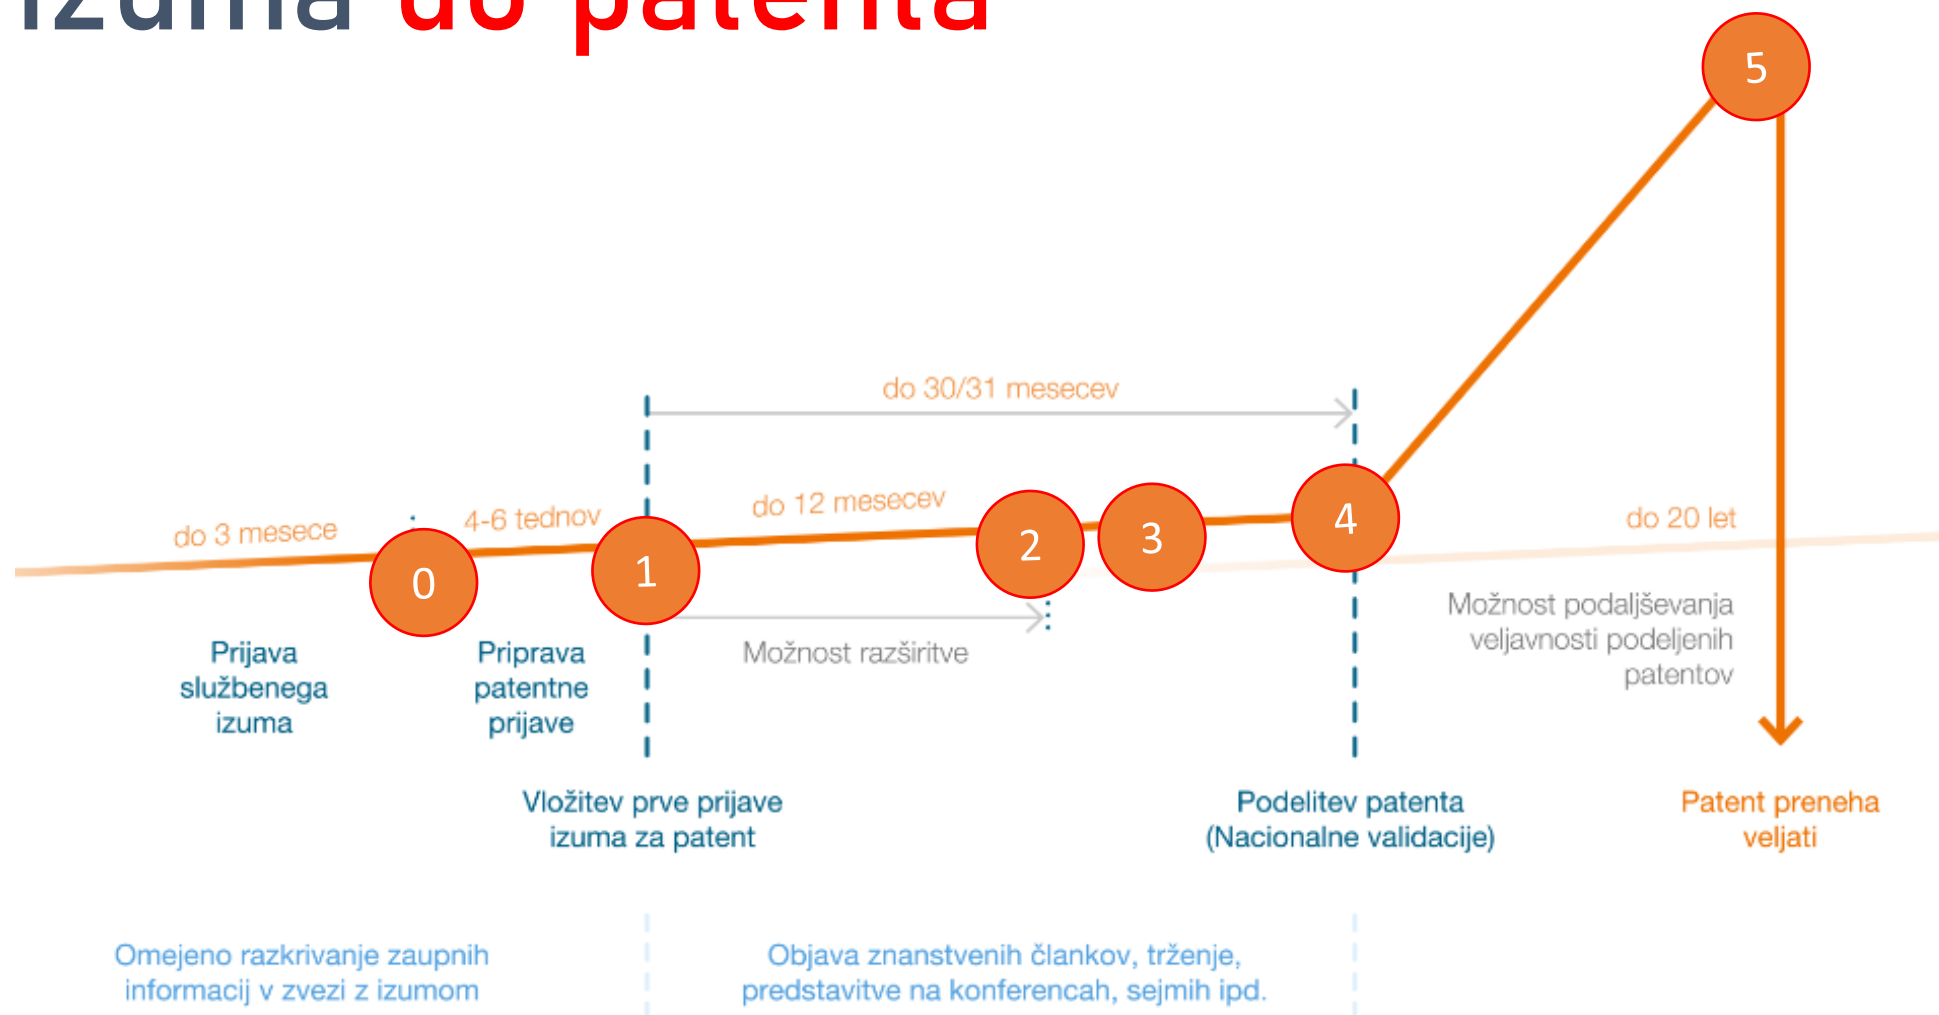 izuma do patenta
5
do 30/31 mesecev
do 3 mesece
4-6 tednov
do 12 mesecev
do 20 let
0
1
2
3
4
Prijava
službenega
izuma
Priprava
patentne
prijave
Možnost razširitve
Možnost podaljševanja
veljavnosti podeljenih
patentov
Vložitev prve prijave
izuma za patent
Podelitev patenta
(Nacionalne validacije)
Patent preneha
veljati
Omejeno razkrivanje zaupnih
informacij v zvezi z izumom
Objava znanstvenih člankov, trženje,
predstavitve na konferencah, sejmih ipd.